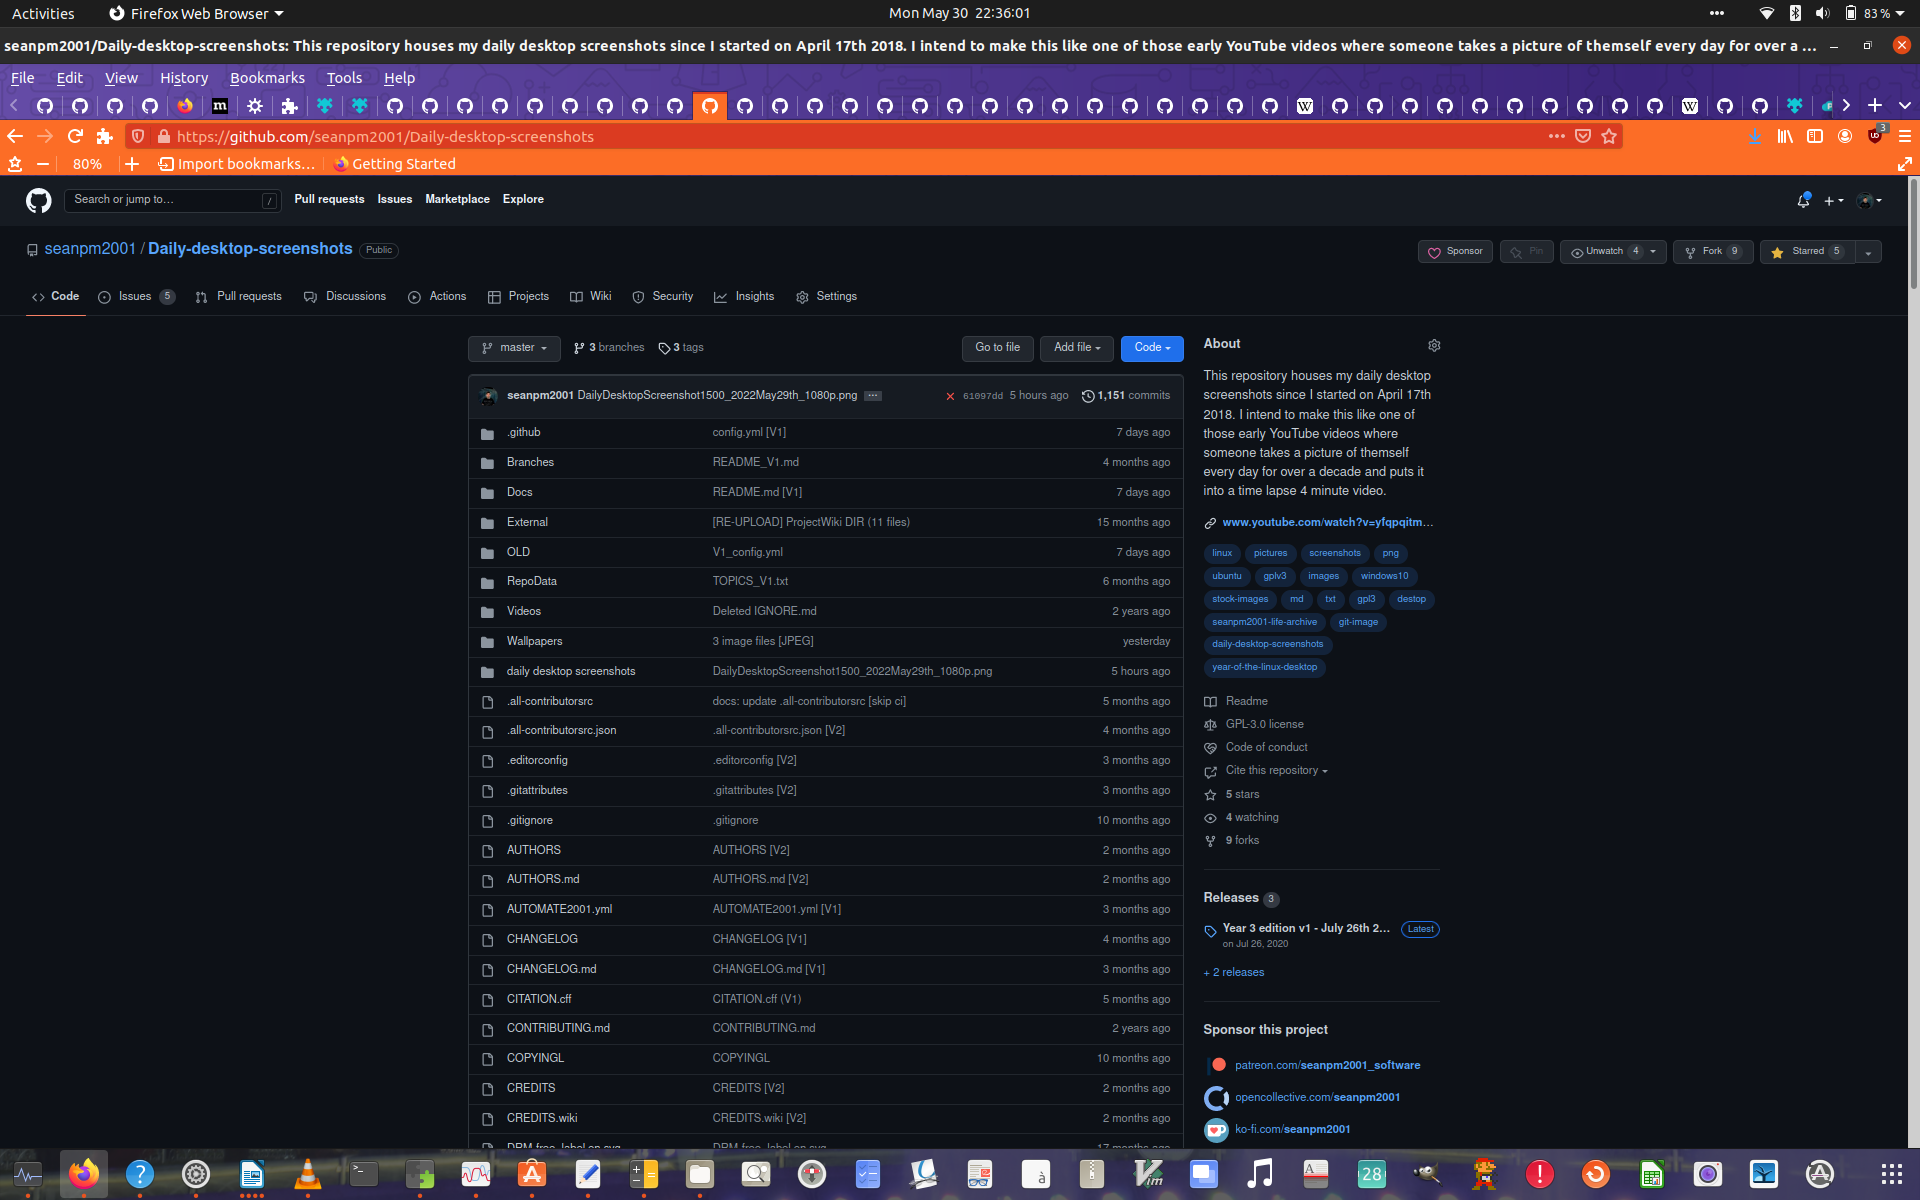 Activities Firefox Web Browser Mon May 30 22:36:01 83 %
seanpm2001/Daily-desktop-screenshots: This repository houses my daily desktop screenshots since I started on April 17th 2018. I intend to make this like one of those early YouTube videos where someone takes a picture of themself every day for over a ...
File Edit View History Bookmarks Tools Help
https://github.com/seanpm2001/Daily-desktop-screenshots 3
80% Import bookmarks... Getting Started
Search or jump to... / Pull requests Issues Marketplace Explore
seanpm2001 / Daily-desktop-screenshots Public Sponsor Pin Unwatch 4 Fork 9 Starred 5
Code Issues 5 Pull requests Discussions Actions Projects Wiki Security Insights Settings
master 3 branches 3 tags Go to file Add file Code
seanpm2001 DailyDesktopScreenshot1500_2022May29th_1080p.png ... 61097dd 5 hours ago 1,151 commits
.github config.yml [V1] 7 days ago
Branches README_V1.md 4 months ago
Docs README.md [V1] 7 days ago
External [RE-UPLOAD] ProjectWiki DIR (11 files) 15 months ago
OLD V1_config.yml 7 days ago
RepoData TOPICS_V1.txt 6 months ago
Videos Deleted IGNORE.md 2 years ago
Wallpapers 3 image files [JPEG] yesterday
daily desktop screenshots DailyDesktopScreenshot1500_2022May29th_1080p.png 5 hours ago
.all-contributorsrc docs: update .all-contributorsrc [skip ci] 5 months ago
.all-contributorsrc.json .all-contributorsrc.json [V2] 4 months ago
.editorconfig .editorconfig [V2] 3 months ago
.gitattributes .gitattributes [V2] 3 months ago
.gitignore .gitignore 10 months ago
AUTHORS AUTHORS [V2] 2 months ago
AUTHORS.md AUTHORS.md [V2] 2 months ago
AUTOMATE2001.yml AUTOMATE2001.yml [V1] 3 months ago
CHANGELOG CHANGELOG [V1] 4 months ago
CHANGELOG.md CHANGELOG.md [V1] 3 months ago
CITATION.cff CITATION.cff (V1) 5 months ago
CONTRIBUTING.md CONTRIBUTING.md 2 years ago
COPYINGL COPYINGL 10 months ago
CREDITS CREDITS [V2] 2 months ago
CREDITS.wiki CREDITS.wiki [V2] 2 months ago
About
This repository houses my daily desktop
screenshots since I started on April 17th
2018. I intend to make this like one of
those early YouTube videos where
someone takes a picture of themself
every day for over a decade and puts it
into a time lapse 4 minute video.
www.youtube.com/watch?v=yfqpqitm...
linux pictures screenshots png
ubuntu gplv3 images windows10
stock-images md txt gpl3 destop
seanpm2001-life-archive git-image
daily-desktop-screenshots
year-of-the-linux-desktop
Readme
GPL-3.0 license
Code of conduct
Cite this repository
5 stars
4 watching
9 forks
Releases 3
Year 3 edition v1 - July 26th 2... Latest
on Jul 26, 2020
+ 2 releases
Sponsor this project
patreon.com/seanpm2001_software
opencollective.com/seanpm2001
ko-fi.com/seanpm2001
28